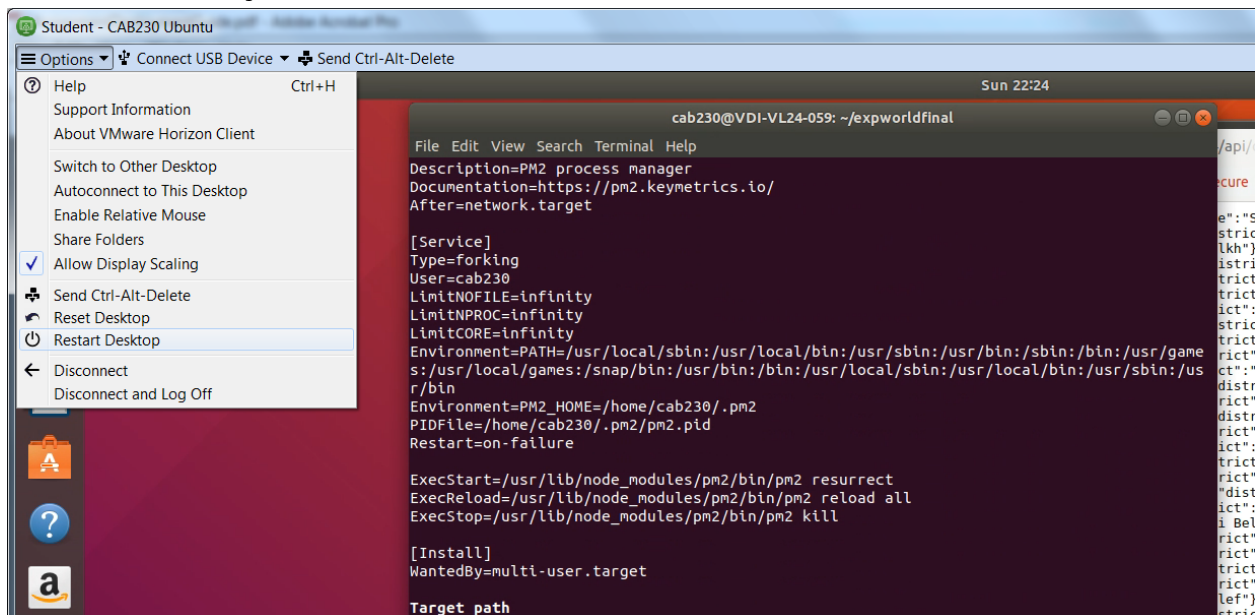 Student - CAB230 Ubuntu
Options Connect USB Device Send Ctrl-Alt-Delete
Help Ctrl+H
Support Information
About VMware Horizon Client
Switch to Other Desktop
Autoconnect to This Desktop
Enable Relative Mouse
Share Folders
Allow Display Scaling
Send Ctrl-Alt-Delete
Reset Desktop
Restart Desktop
Disconnect
Disconnect and Log Off
Sun 22:24
cab230@VDI-VL24-059: ~/expworldfinal
File Edit View Search Terminal Help
Description=PM2 process manager
Documentation=https://pm2.keymetrics.io/
After=network.target
[Service]
Type=forking
User=cab230
LimitNOFILE=infinity
LimitNPROC=infinity
LimitCORE=infinity
Environment=PATH=/usr/local/sbin:/usr/local/bin:/usr/sbin:/usr/bin:/sbin:/bin:/usr/game
s:/usr/local/games:/snap/bin:/usr/bin:/bin:/usr/local/sbin:/usr/local/bin:/usr/sbin:/us
r/bin
Environment=PM2_HOME=/home/cab230/.pm2
PIDFile=/home/cab230/.pm2/pm2.pid
Restart=on-failure
ExecStart=/usr/lib/node_modules/pm2/bin/pm2 resurrect
ExecReload=/usr/lib/node_modules/pm2/bin/pm2 reload all
ExecStop=/usr/lib/node_modules/pm2/bin/pm2 kill
[Install]
WantedBy=multi-user.target
Target path
/api/